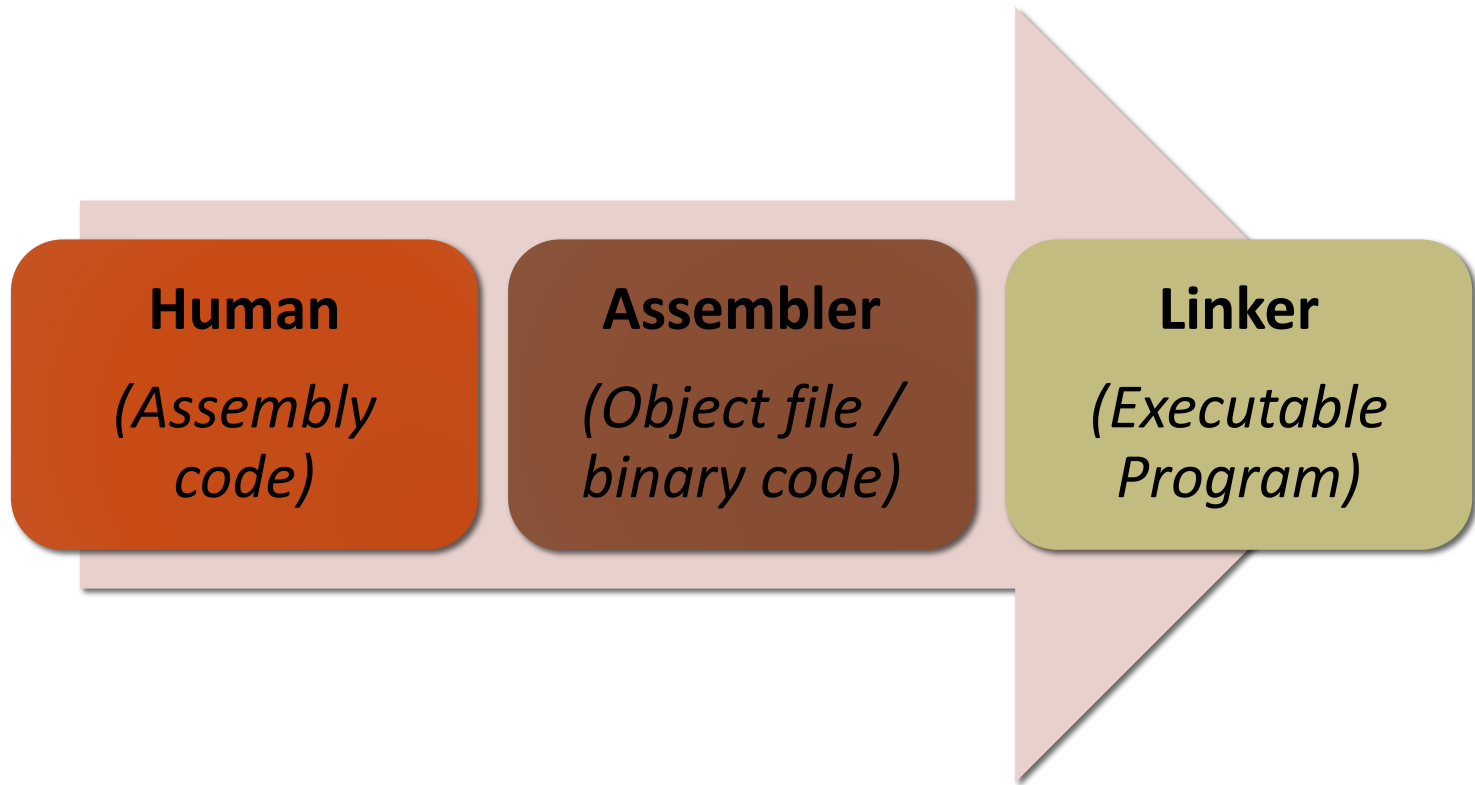 Human
(Assembly
code)
Assembler
(Object file /
binary code)
Linker
(Executable
Program)